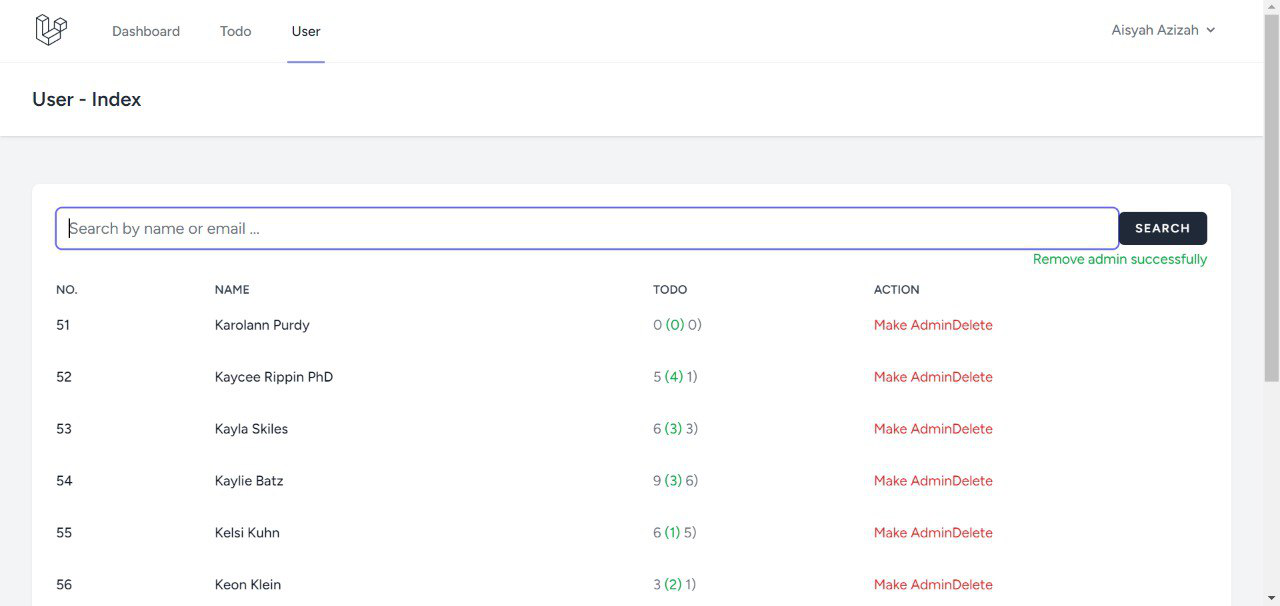 Dashboard Todo User Aisyah Azizah
User - Index
Search by name or email ... SEARCH
Remove admin successfully
NO. NAME TODO ACTION
51 Karolann Purdy 0 (0) 0) Make AdminDelete
52 Kaycee Rippin PhD 5 (4) 1) Make AdminDelete
53 Kayla Skiles 6 (3) 3) Make AdminDelete
54 Kaylie Batz 9 (3) 6) Make AdminDelete
55 Kelsi Kuhn 6 (1) 5) Make AdminDelete
56 Keon Klein 3 (2) 1) Make AdminDelete